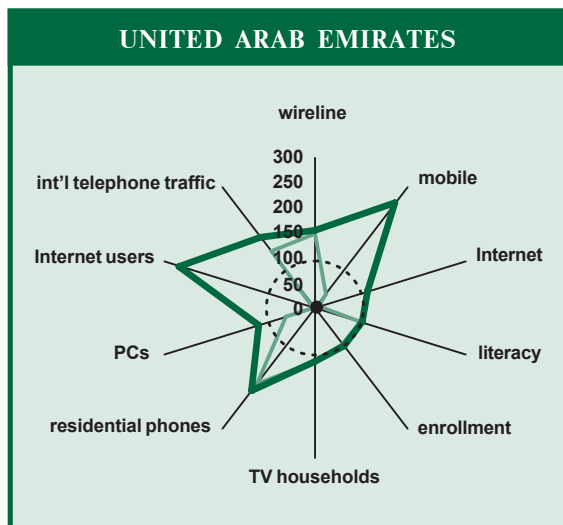 UNITED ARAB EMIRATES
wireline
300
250
200
150
100
50
0
mobile
Internet
literacy
enrollment
TV households
residential phones
PCs
Internet users
int'l telephone traffic